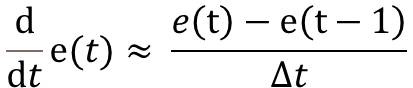 d/dt e(t) ≈ (e(t) − e(t − 1))/Δt